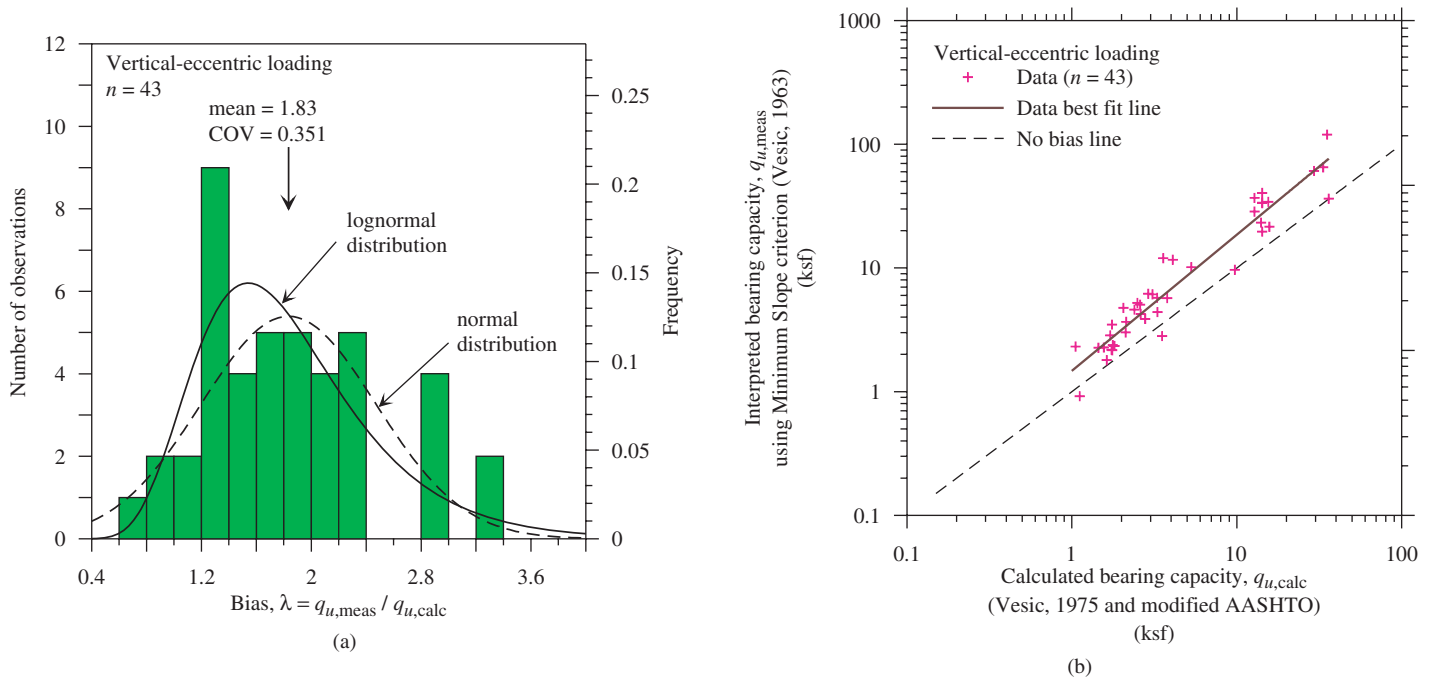 Vertical-eccentric loading
n = 43
mean = 1.83
COV = 0.351
lognormal
distribution
normal
distribution
Number of observations
12
10
8
6
4
2
0
Frequency
0.25
0.2
0.15
0.1
0.05
0
0.4
1.2
2
2.8
3.6
Bias, λ = qu,meas / qu,calc
(a)
Vertical-eccentric loading
Data (n = 43)
Data best fit line
No bias line
Interpreted bearing capacity, qu,meas
using Minimum Slope criterion (Vesic, 1963)
(ksf)
1000
100
10
1
0.1
0.1
1
10
100
Calculated bearing capacity, qu,calc
(Vesic, 1975 and modified AASHTO)
(ksf)
(b)